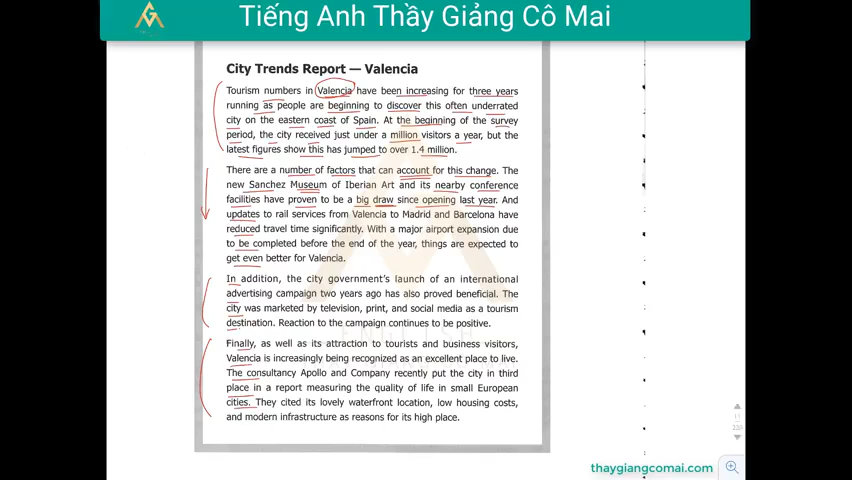 Tiếng Anh Thầy Giảng Cô Mai
City Trends Report — Valencia
Tourism numbers in Valencia have been increasing for three years
running as people are beginning to discover this often underrated
city on the eastern coast of Spain. At the beginning of the survey
period, the city received just under a million visitors a year, but the
latest figures show this has jumped to over 1.4 million.
There are a number of factors that can account for this change. The
new Sanchez Museum of Iberian Art and its nearby conference
facilities have proven to be a big draw since opening last year. And
updates to rail services from Valencia to Madrid and Barcelona have
reduced travel time significantly. With a major airport expansion due
to be completed before the end of the year, things are expected to
get even better for Valencia.
In addition, the city government's launch of an international
advertising campaign two years ago has also proved beneficial. The
city was marketed by television, print, and social media as a tourism
destination. Reaction to the campaign continues to be positive.
Finally, as well as its attraction to tourists and business visitors,
Valencia is increasingly being recognized as an excellent place to live.
The consultancy Apollo and Company recently put the city in third
place in a report measuring the quality of life in small European
cities. They cited its lovely waterfront location, low housing costs,
and modern infrastructure as reasons for its high place.
thaygiangcomai.com